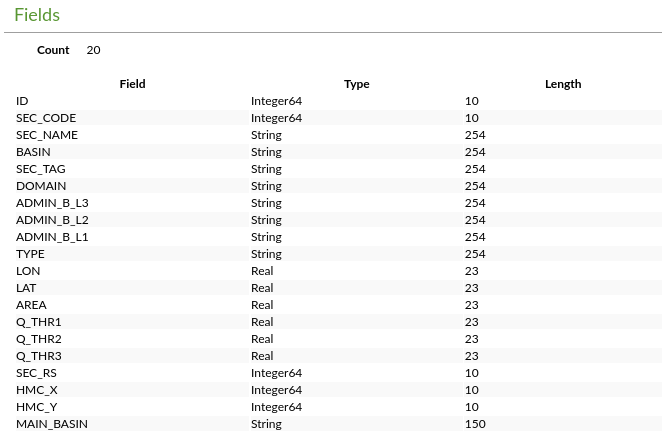 Fields
Count 20
Field Type Length
ID Integer64 10
SEC_CODE Integer64 10
SEC_NAME String 254
BASIN String 254
SEC_TAG String 254
DOMAIN String 254
ADMIN_B_L3 String 254
ADMIN_B_L2 String 254
ADMIN_B_L1 String 254
TYPE String 254
LON Real 23
LAT Real 23
AREA Real 23
Q_THR1 Real 23
Q_THR2 Real 23
Q_THR3 Real 23
SEC_RS Integer64 10
HMC_X Integer64 10
HMC_Y Integer64 10
MAIN_BASIN String 150